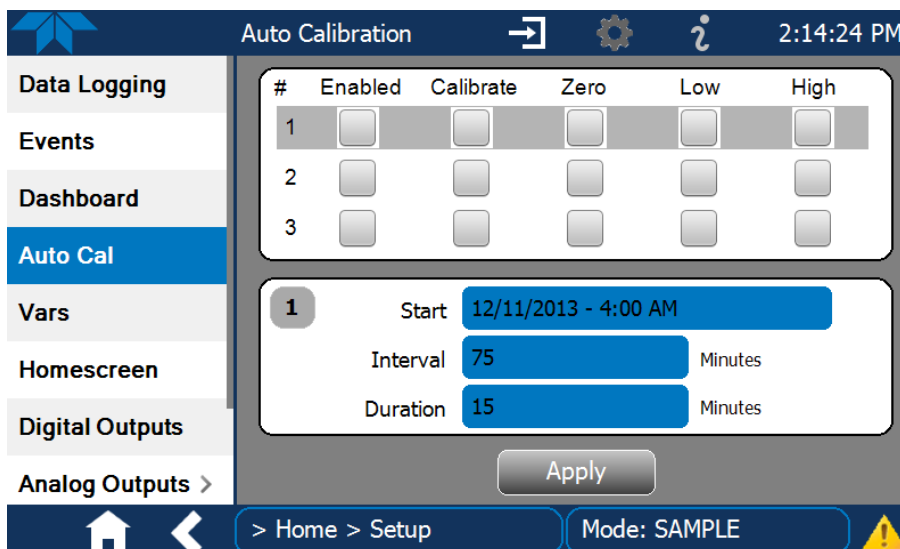 Auto Calibration 2:14:24 PM
Data Logging
Events
Dashboard
Auto Cal
Vars
Homescreen
Digital Outputs
Analog Outputs >
# Enabled Calibrate Zero Low High
1
2
3
1 Start 12/11/2013 - 4:00 AM
Interval 75 Minutes
Duration 15 Minutes
Apply
> Home > Setup Mode: SAMPLE